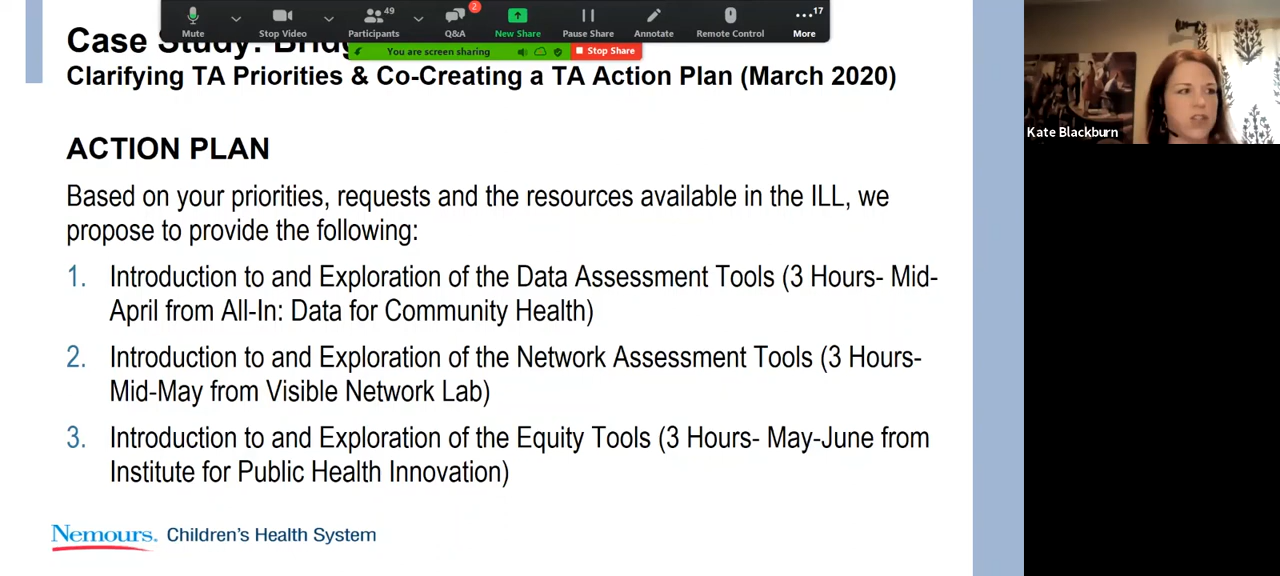 49
2
17
Mute
Stop Video
Participants
Q&A
New Share
Pause Share
Annotate
Remote Control
More
You are screen sharing
Stop Share
Case Study:
Clarifying TA Priorities & Co-Creating a TA Action Plan (March 2020)
Kate Blackburn
ACTION PLAN
Based on your priorities, requests and the resources available in the ILL, we
propose to provide the following:
1. Introduction to and Exploration of the Data Assessment Tools (3 Hours- Mid-
April from All-In: Data for Community Health)
2. Introduction to and Exploration of the Network Assessment Tools (3 Hours-
Mid-May from Visible Network Lab)
3. Introduction to and Exploration of the Equity Tools (3 Hours- May-June from
Institute for Public Health Innovation)
Nemours. Children's Health System